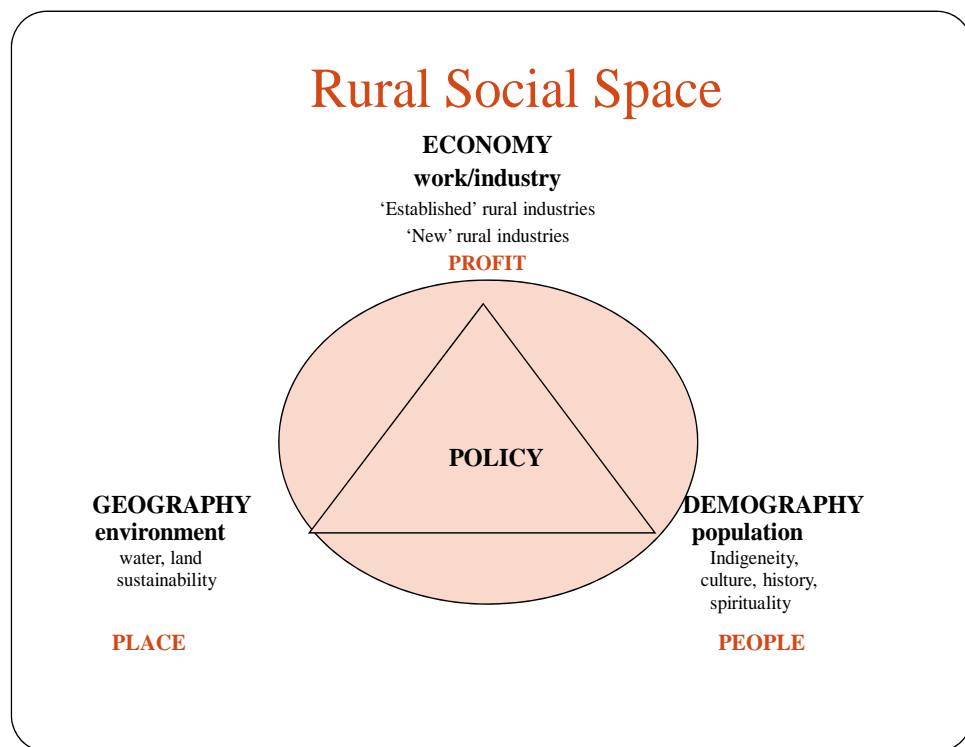 Rural Social Space
ECONOMY
work/industry
‘Established’ rural industries
‘New’ rural industries
PROFIT
POLICY
GEOGRAPHY
environment
water, land
sustainability
PLACE
DEMOGRAPHY
population
Indigeneity,
culture, history,
spirituality
PEOPLE